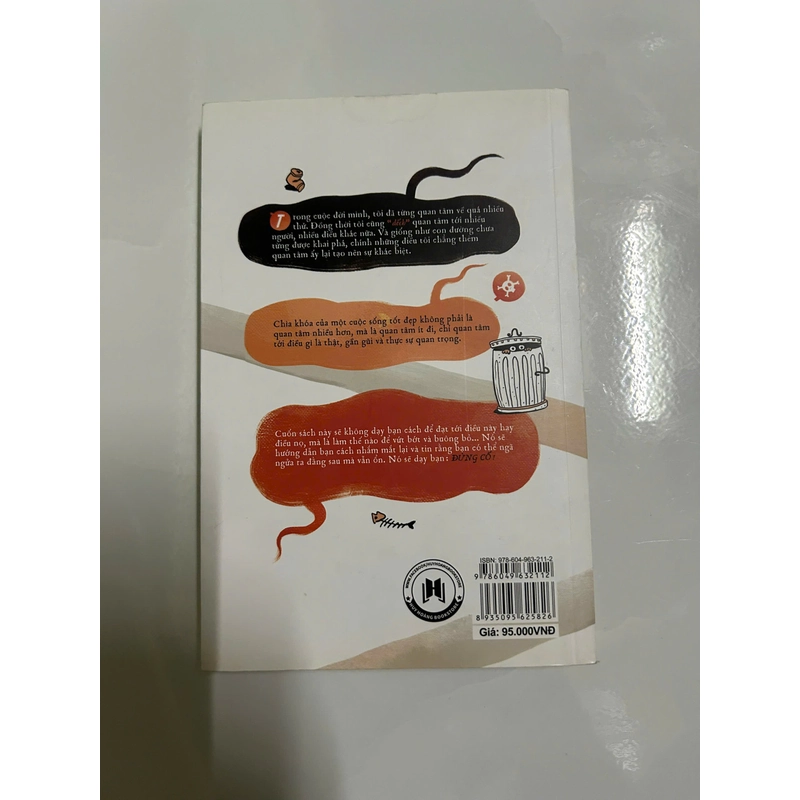 Trong cuộc đời mình, tôi đã từng quan tâm về quá nhiều
thứ. Đồng thời tôi cũng "đếch" quan tâm tới nhiều
người, nhiều điều khác nữa. Và giống như con đường chưa
từng được khai phá, chính những điều tôi chẳng thèm
quan tâm ấy lại tạo nên sự khác biệt.
Chìa khóa của một cuộc sống tốt đẹp không phải là
quan tâm nhiều hơn, mà là quan tâm ít đi, chỉ quan tâm
tới điều gì là thật, gần gũi và thực sự quan trọng.
Cuốn sách này sẽ không dạy bạn cách để đạt tới điều này hay
điều nọ, mà là làm thế nào để vứt bớt và buông bỏ... Nó sẽ
hướng dẫn bạn cách nhắm mắt lại và tin rằng bạn có thể ngã
ngửa ra đằng sau mà vẫn ổn. Nó sẽ dạy bạn: ĐỪNG CỐ!
ISBN: 978-604-963-211-2
9 786049 632112
8 935095 625826
Giá: 95.000VNĐ